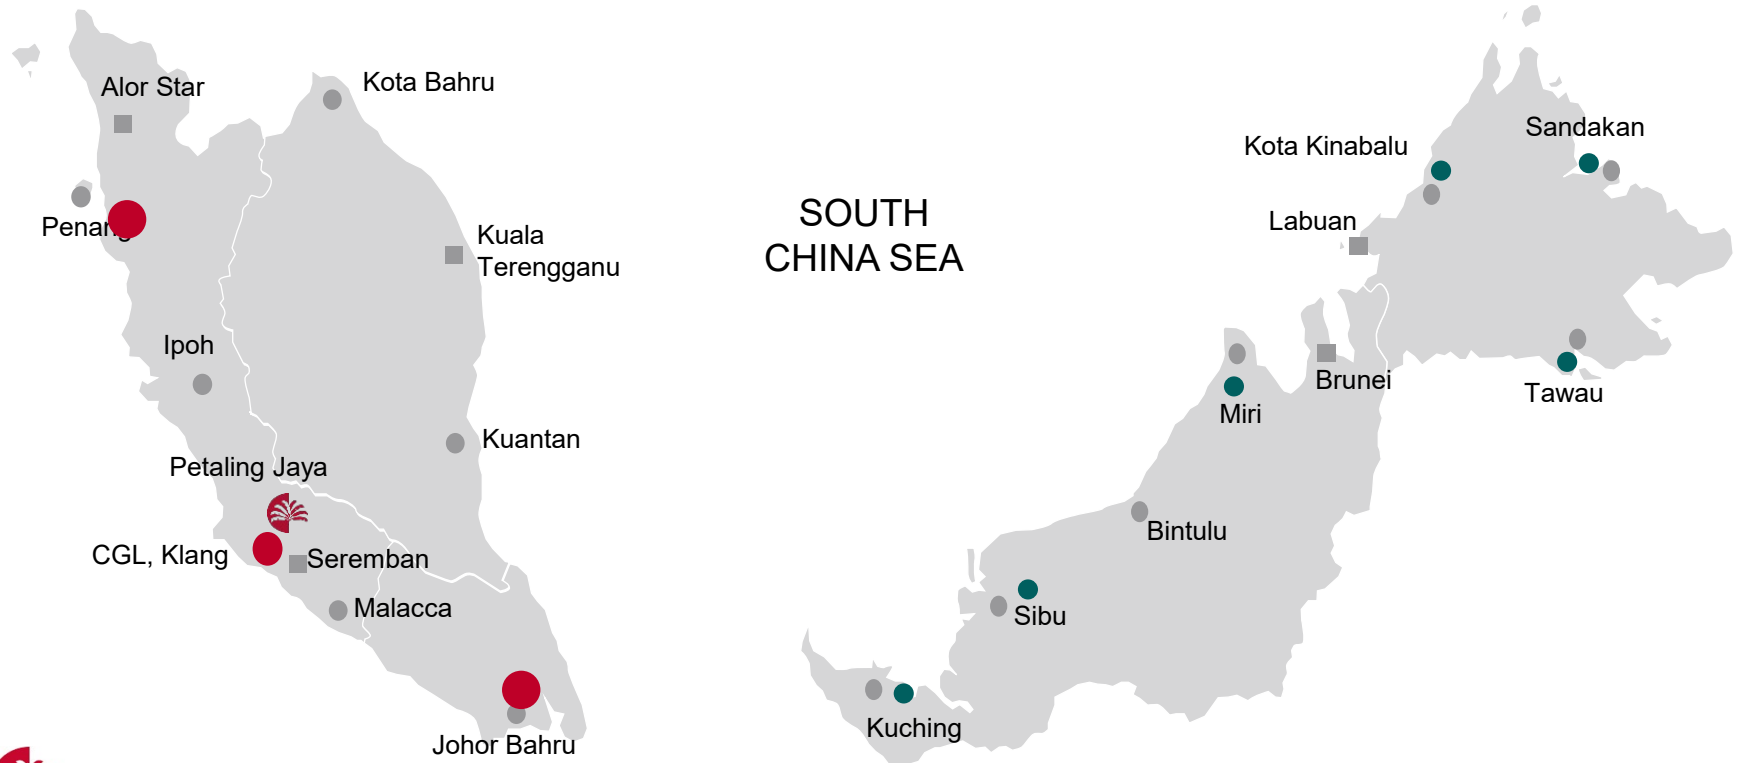 Alor Star
Kota Bahru
Penang
Kuala
Terengganu
Ipoh
Kuantan
Petaling Jaya
CGL, Klang
Seremban
Malacca
Johor Bahru
SOUTH
CHINA SEA
Sandakan
Kota Kinabalu
Labuan
Brunei
Tawau
Miri
Bintulu
Sibu
Kuching